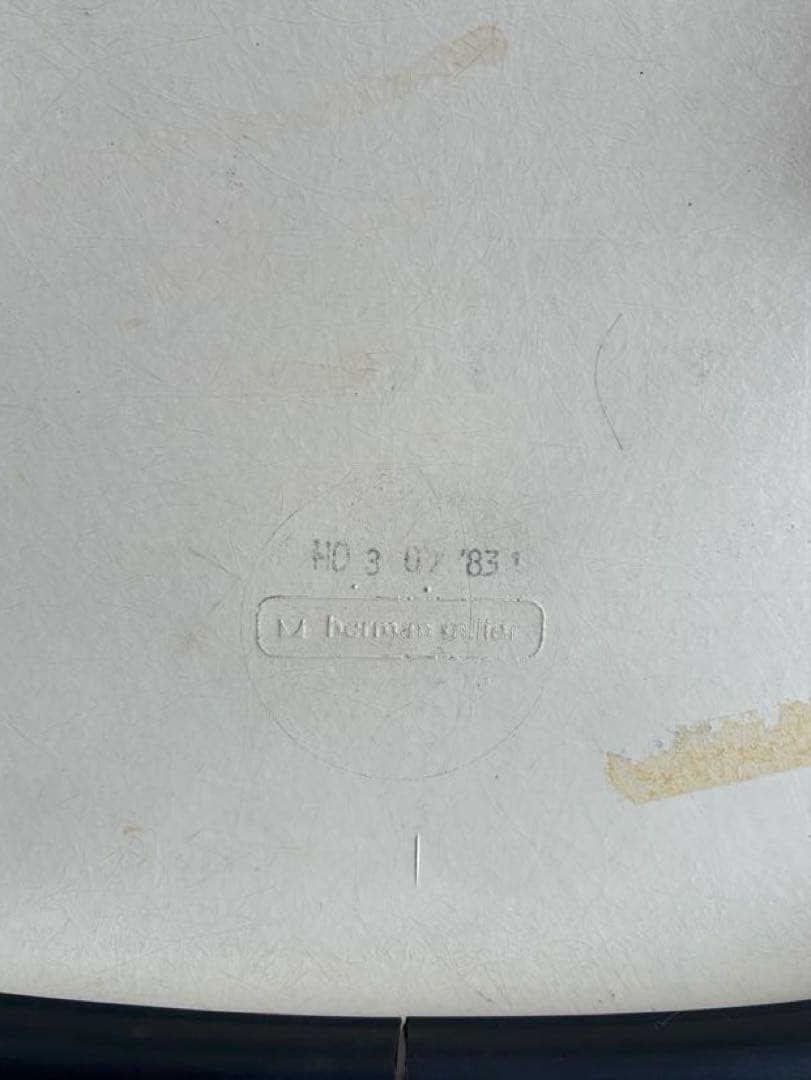 HD 3 07 '83
herman miller